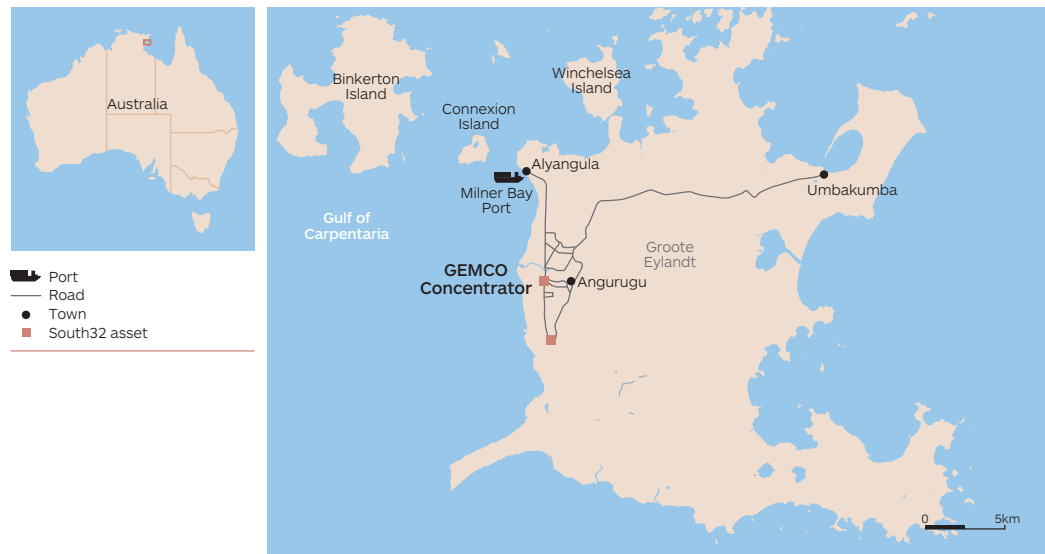 Australia
Port
Road
Town
South32 asset
Binkerton
Island
Winchelsea
Island
Connexion
Island
Alyangula
Milner Bay
Port
Umbakumba
Gulf of
Carpentaria
Groote
Eylandt
GEMCO
Concentrator
Angurugu
0 5km